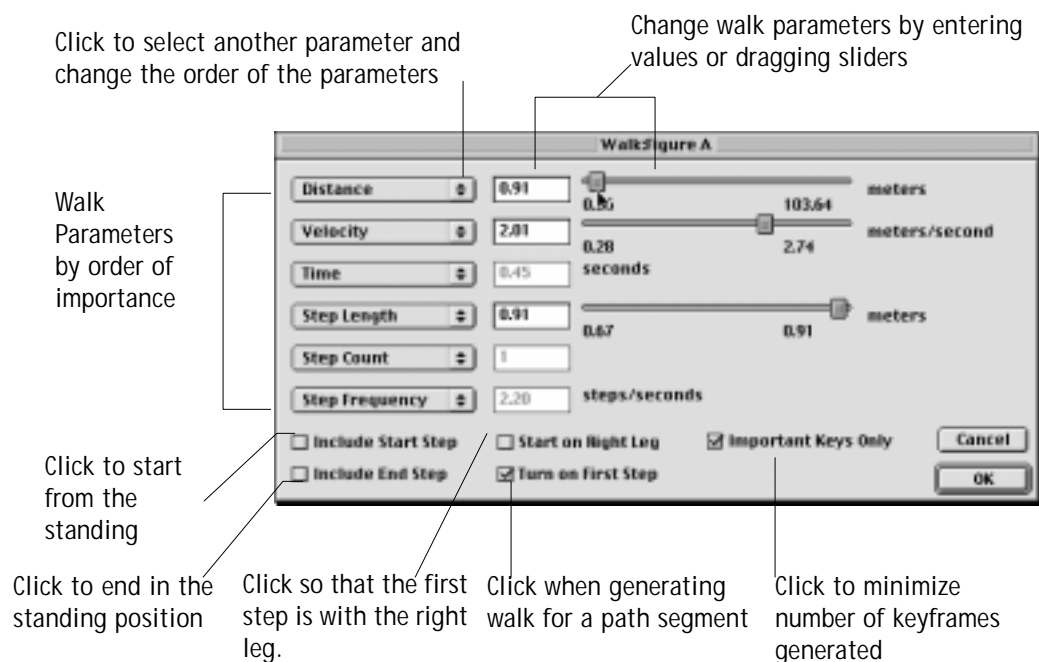 Click to select another parameter and
change the order of the parameters
Change walk parameters by entering
values or dragging sliders
Walk Parameters
by order of
importance
Walk:Figure A
Distance 0.91 meters
103.64
Velocity 2.01 meters/second
0.28 2.74
Time 0.45 seconds
Step Length 0.91 meters
0.67 0.91
Step Count 1
Step Frequency 2.20 steps/seconds
Include Start Step Start on Right Leg Important Keys Only Cancel
Include End Step Turn on First Step OK
Click to start
from the
standing
Click to end in the
standing position
Click so that the first
step is with the right
leg.
Click when generating
walk for a path segment
Click to minimize
number of keyframes
generated